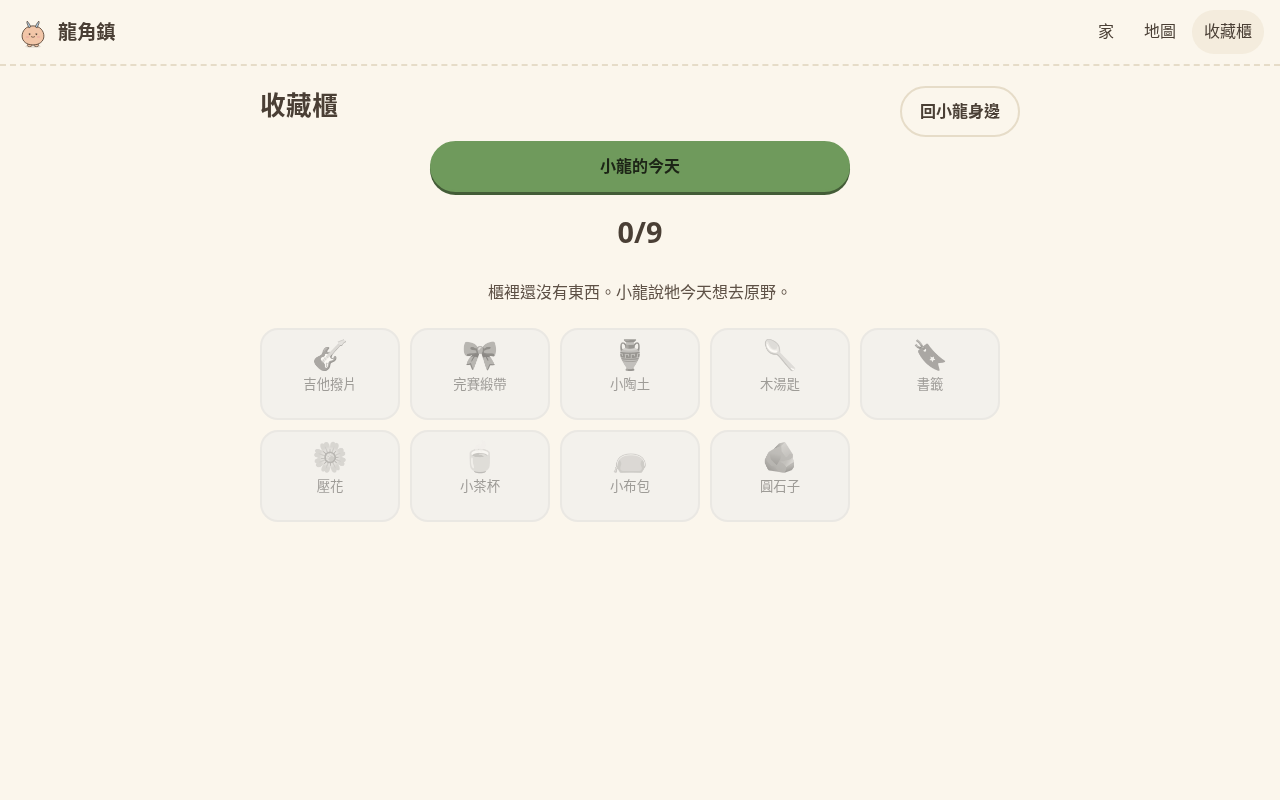 龍角鎮
家
地圖
收藏櫃
收藏櫃
回小龍身邊
小龍的今天
0/9
櫃裡還沒有東西。小龍說牠今天想去原野。
吉他撥片
完賽緞帶
小陶土
木湯匙
書籤
壓花
小茶杯
小布包
圓石子